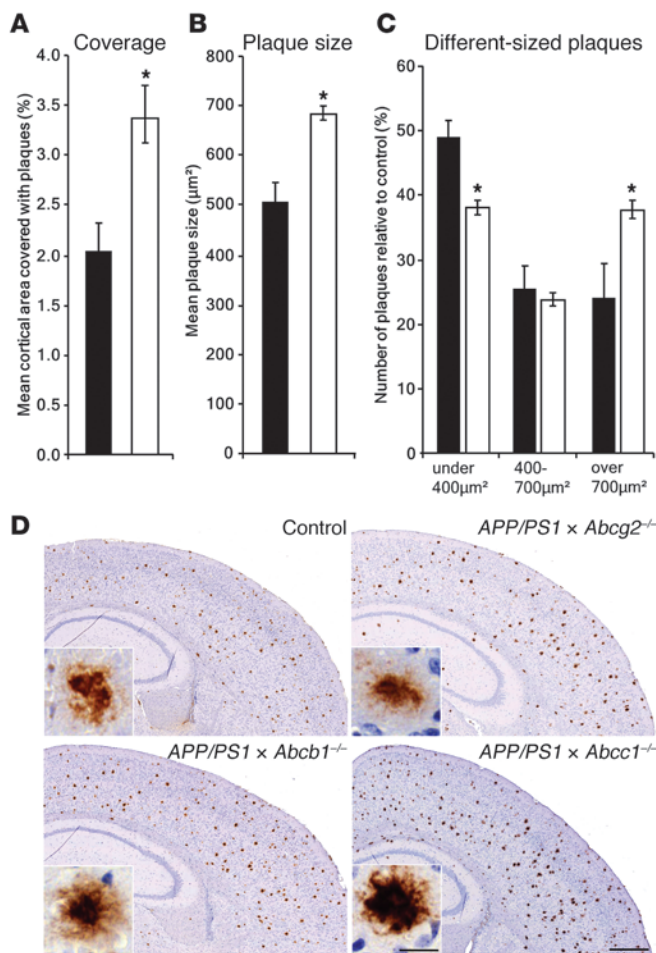 A Coverage
Mean cortical area covered with plaques (%)
4.0
3.5
3.0
2.5
2.0
1.5
1.0
0.5
0.0
*
B Plaque size
Mean plaque size (µm²)
800
700
600
500
400
300
200
100
0
*
C Different-sized plaques
Number of plaques relative to control (%)
60
50
40
30
20
10
0
*
*
under 400- over
400µm² 700µm² 700µm²
D
Control
APP/PS1 × Abcg2⁻/⁻
APP/PS1 × Abcb1⁻/⁻
APP/PS1 × Abcc1⁻/⁻